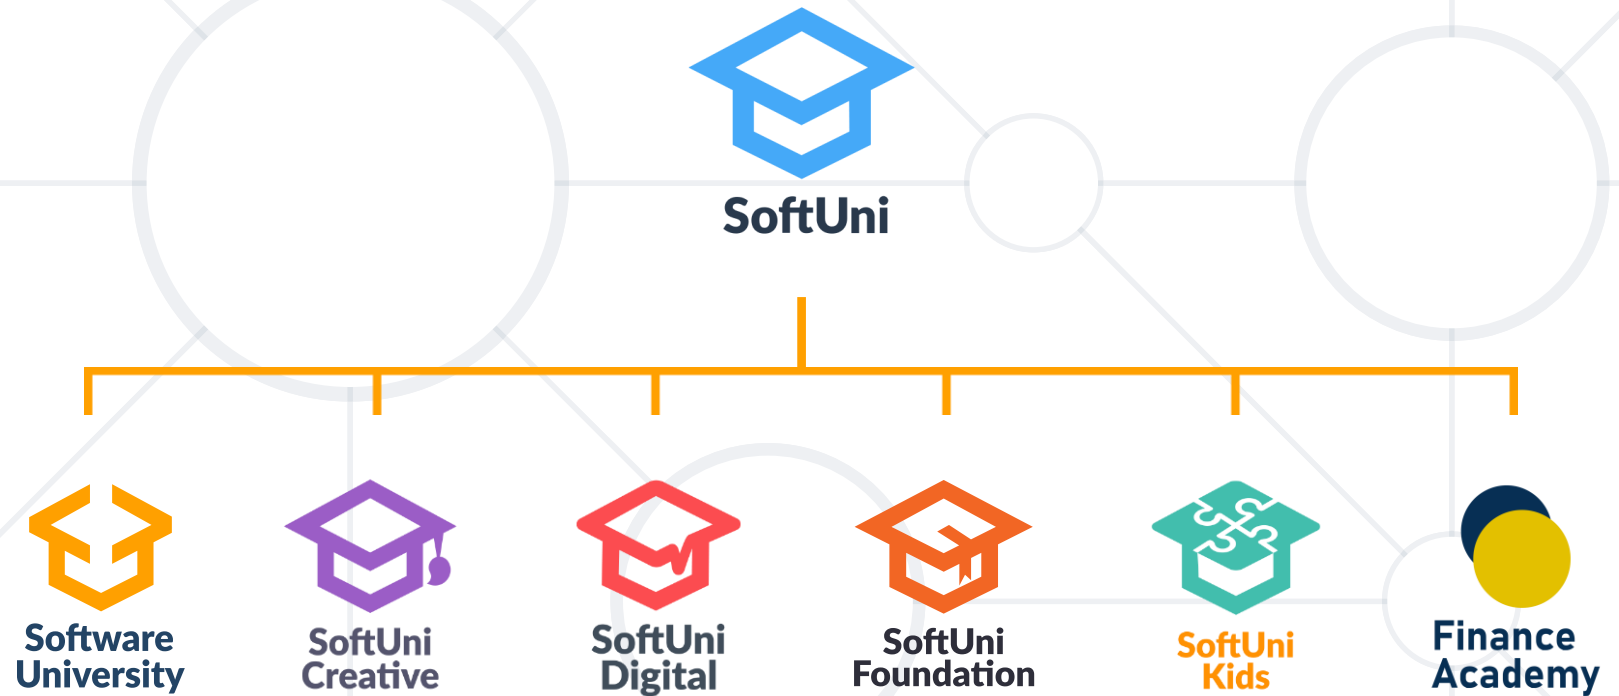 SoftUni
Software
University
SoftUni
Creative
SoftUni
Digital
SoftUni
Foundation
SoftUni
Kids
Finance
Academy